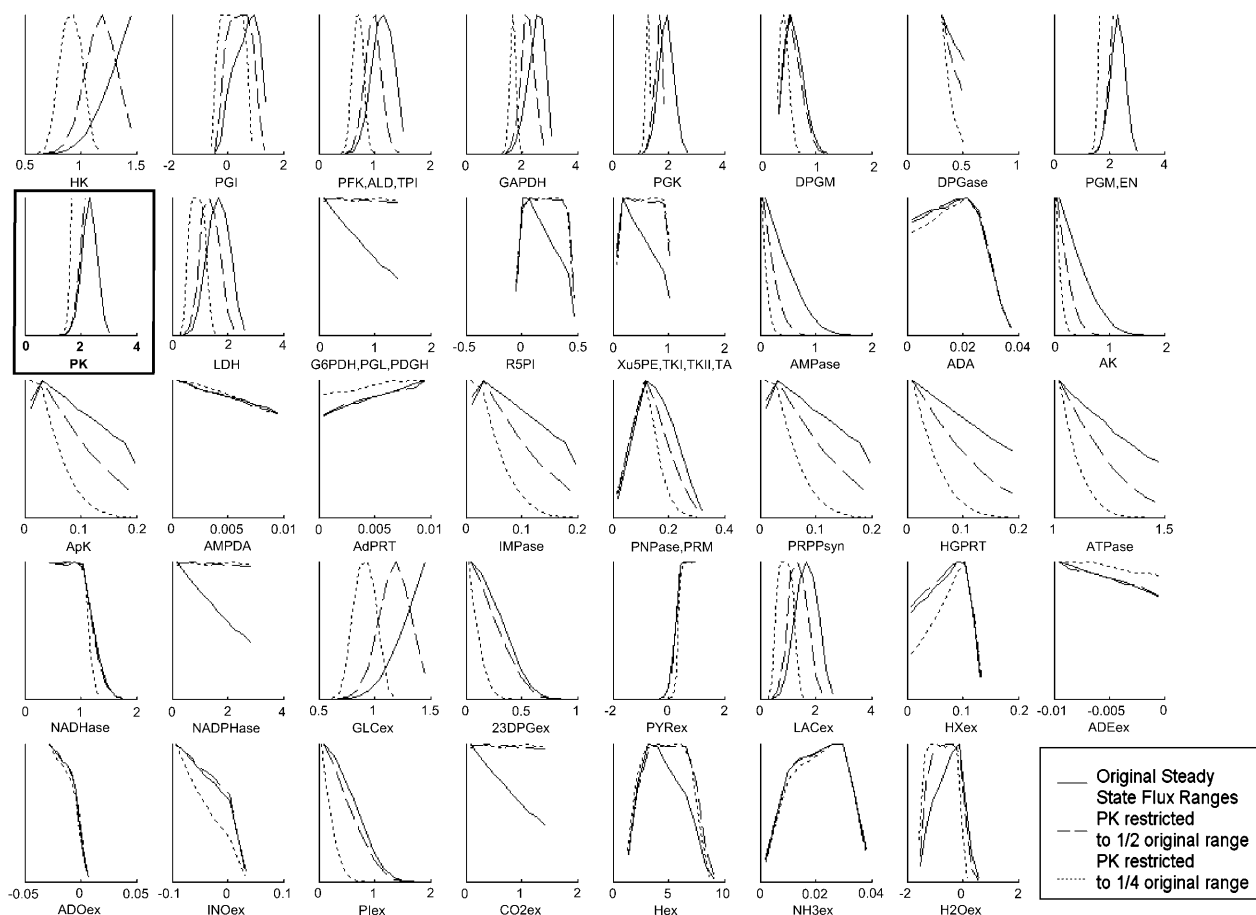 0.5 1 1.5 -2 0 2 4 0 1 2 0 2 4 0 2 4 0 1 2 0 1 0 2 4
HK PGI PFK,ALD,TPI GAPDH PGK DPGM DPGase PGM,EN
0 2 4 0 2 4 0 1 2 -0.5 0 0.5 0 1 2 0 1 2 0 0.02 0.04 0 1 2
PK LDH G6PDH,PGL,PDGH R5PI Xu5PE,TKI,TKII,TA AMPase ADA AK
0 0.1 0.2 0 0.005 0.01 0 0.005 0.01 0 0.1 0.2 0 0.2 0.4 0 0.1 0.2 0 0.1 0.2 1 1.5
ApK AMPDA AdPRT IMPase PNPase,PRM PRPPsyn HGPRT ATPase
0 1 2 0 2 4 0.5 1 1.5 0 0.5 1 -2 0 2 0 2 4 0 0.1 0.2 -0.01 -0.005 0
NADHase NADPHase GLCex 23DPGex PYRex LACex HXex ADEex
-0.05 0 0.05 -0.1 0 0.1 0 1 2 0 2 4 0 5 10 0 0.02 0.04 -2 0 2
ADOex INOex PIex CO2ex Hex NH3ex H2Oex
Original Steady
State Flux Ranges
PK restricted
to 1/2 original range
PK restricted
to 1/4 original range